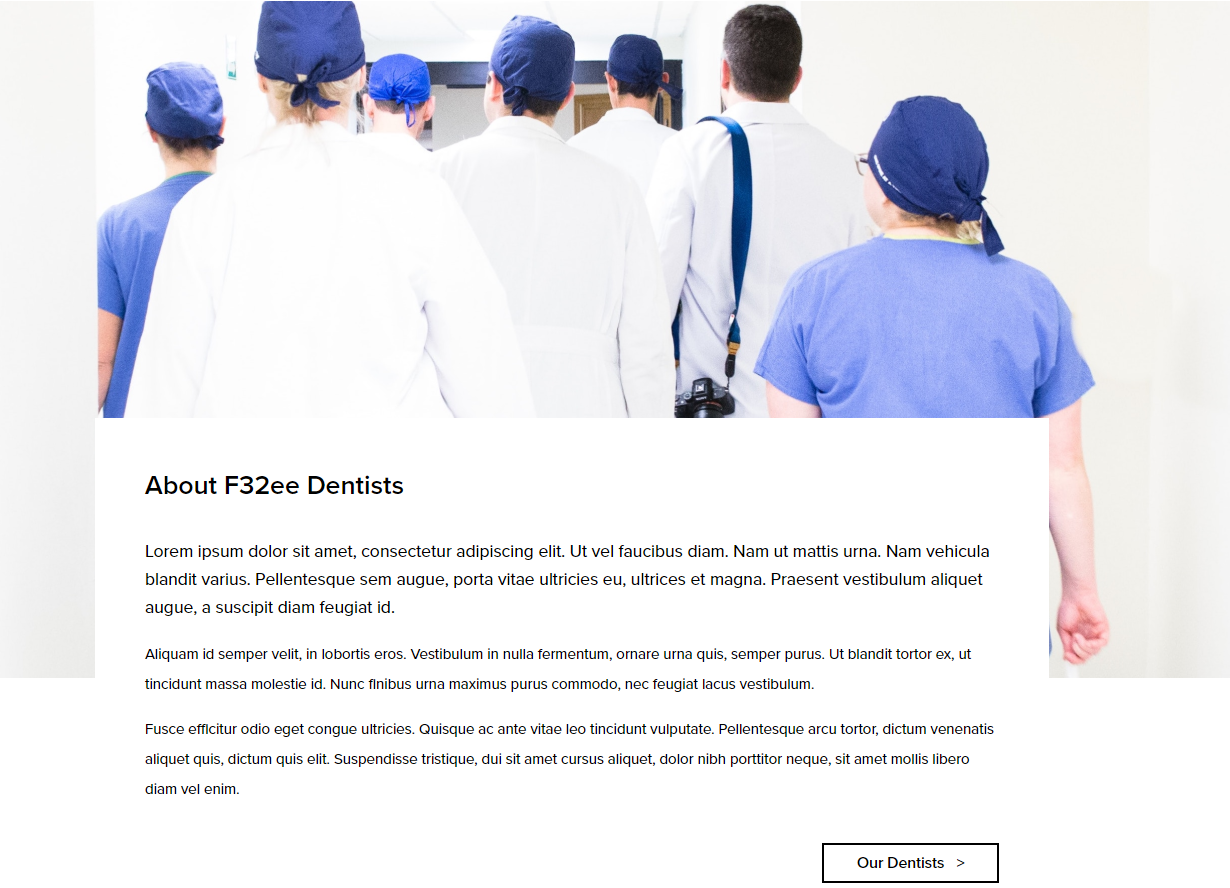 About F32ee Dentists
Lorem ipsum dolor sit amet, consectetur adipiscing elit. Ut vel faucibus diam. Nam ut mattis urna. Nam vehicula
blandit varius. Pellentesque sem augue, porta vitae ultricies eu, ultrices et magna. Praesent vestibulum aliquet
augue, a suscipit diam feugiat id.
Aliquam id semper velit, in lobortis eros. Vestibulum in nulla fermentum, ornare urna quis, semper purus. Ut blandit tortor ex, ut
tincidunt massa molestie id. Nunc finibus urna maximus purus commodo, nec feugiat lacus vestibulum.
Fusce efficitur odio eget congue ultricies. Quisque ac ante vitae leo tincidunt vulputate. Pellentesque arcu tortor, dictum venenatis
aliquet quis, dictum quis elit. Suspendisse tristique, dui sit amet cursus aliquet, dolor nibh porttitor neque, sit amet mollis libero
diam vel enim.
Our Dentists >